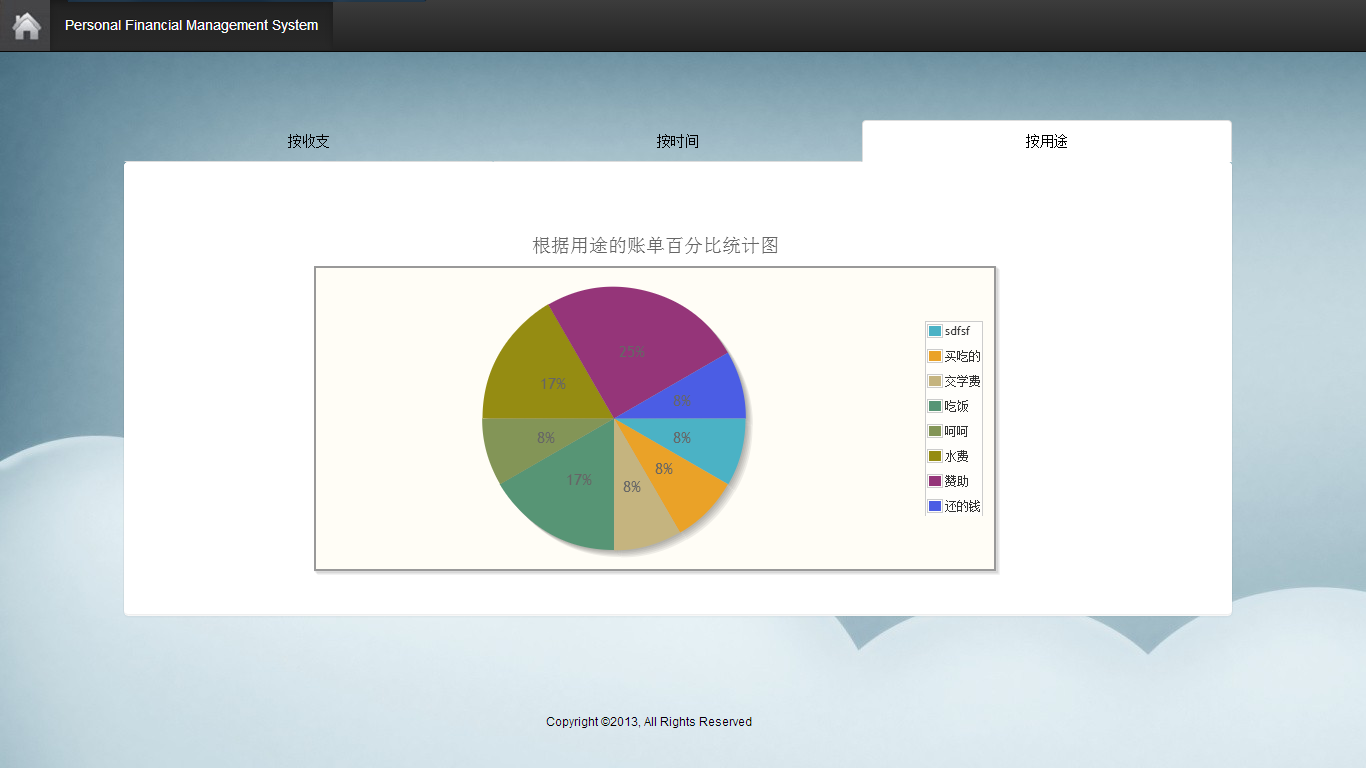 Personal Financial Management System
按收支
按时间
按用途
根据用途的账单百分比统计图
25%
17%
8%
8%
8%
8%
17%
8%
sdfsf
买吃的
交学费
吃饭
呵呵
水费
赞助
还的钱
Copyright ©2013, All Rights Reserved